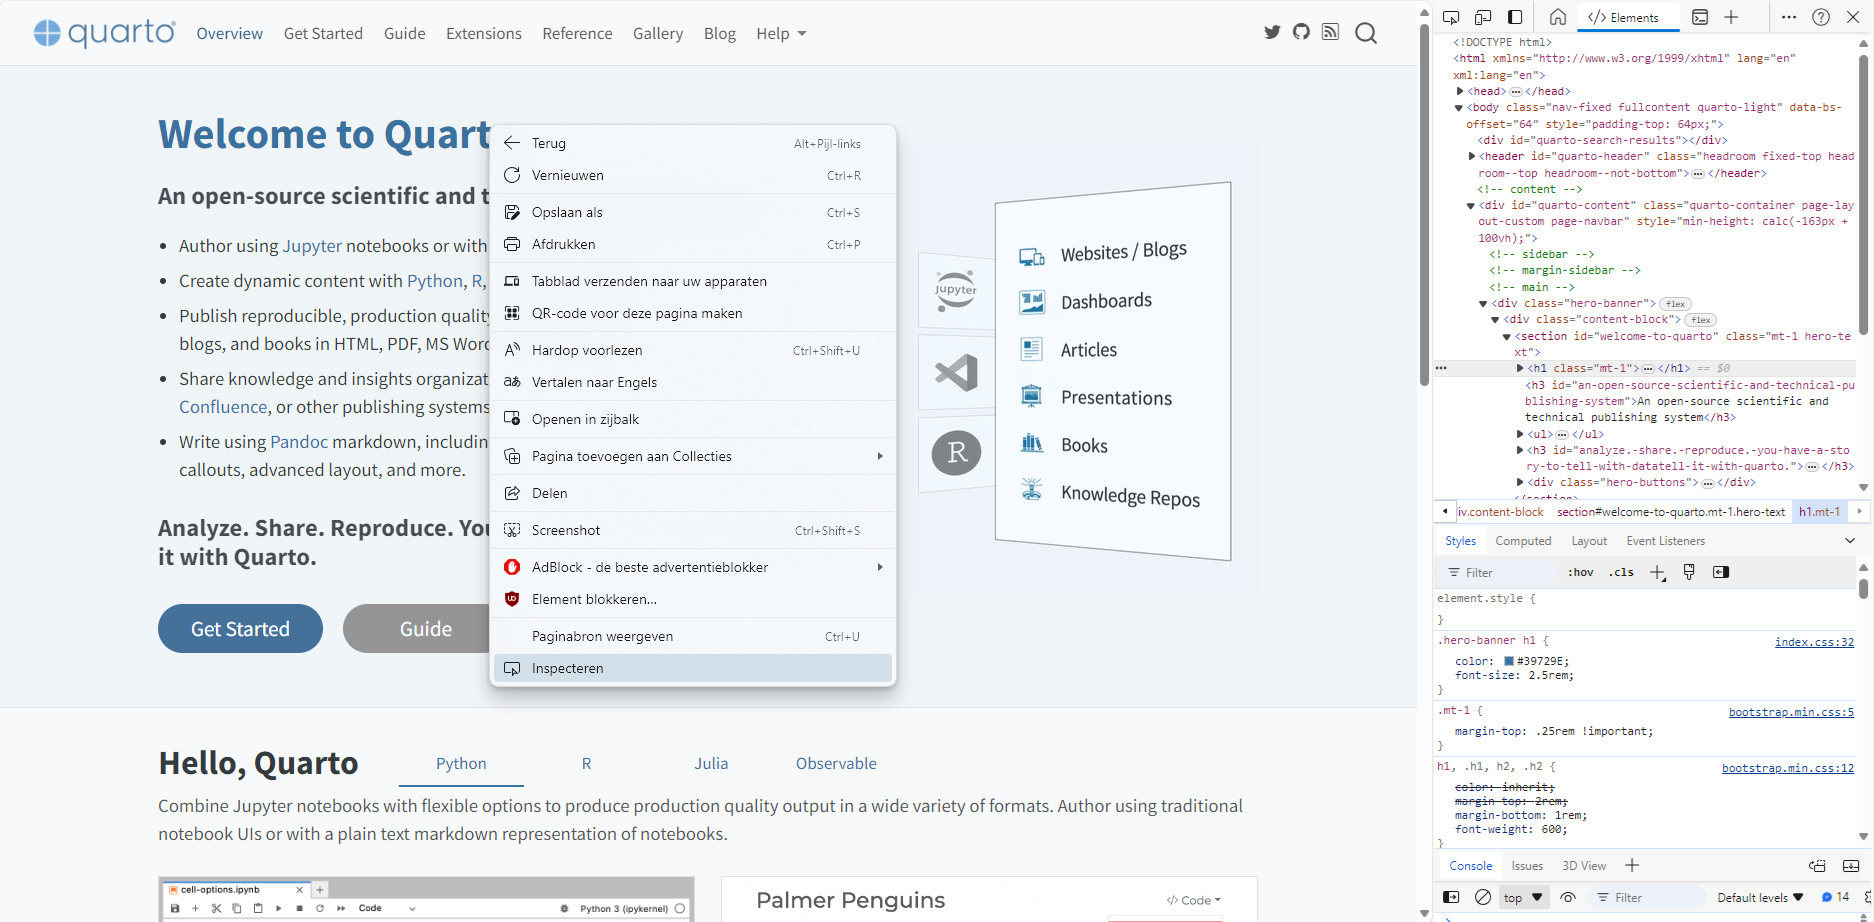 quarto
Overview Get Started Guide Extensions Reference Gallery Blog Help
Welcome to Quart
An open-source scientific and t
Author using Jupyter notebooks or with
Create dynamic content with Python, R,
Publish reproducible, production quality
blogs, and books in HTML, PDF, MS Word
Share knowledge and insights organizat
Confluence, or other publishing systems
Write using Pandoc markdown, includin
callouts, advanced layout, and more.
Analyze. Share. Reproduce. You
it with Quarto.
Get Started
Guide
Terug Alt+Pijl-links
Vernieuwen Ctrl+R
Opslaan als Ctrl+S
Afdrukken Ctrl+P
Tabblad verzenden naar uw apparaten
QR-code voor deze pagina maken
Hardop voorlezen Ctrl+Shift+U
Vertalen naar Engels
Openen in zijbalk
Pagina toevoegen aan Collecties
Delen
Screenshot Ctrl+Shift+S
AdBlock - de beste advertentieblokker
Element blokkeren...
Paginabron weergeven Ctrl+U
Inspecteren
jupyter
R
Websites / Blogs
Dashboards
Articles
Presentations
Books
Knowledge Repos
Hello, Quarto
Python R Julia Observable
Combine Jupyter notebooks with flexible options to produce production quality output in a wide variety of formats. Author using traditional
notebook UIs or with a plain text markdown representation of notebooks.
cell-options.ipynb
Code
Python 3 (ipykernel)
Palmer Penguins
</> Code
</> Elements
<!DOCTYPE html>
<html xmlns="http://www.w3.org/1999/xhtml" lang="en"
xml:lang="en">
<head> ... </head>
<body class="nav-fixed fullcontent quarto-light" data-bs-
offset="64" style="padding-top: 64px;">
<div id="quarto-search-results"></div>
<header id="quarto-header" class="headroom fixed-top head
room--top headroom--not-bottom"> ... </header>
<!-- content -->
<div id="quarto-content" class="quarto-container page-lay
out-custom page-navbar" style="min-height: calc(-163px +
100vh);">
<!-- sidebar -->
<!-- margin-sidebar -->
<!-- main -->
<div class="hero-banner"> flex
<div class="content-block"> flex
<section id="welcome-to-quarto" class="mt-1 hero-te
xt">
... <h1 class="mt-1"> ... </h1> == $0
<h3 id="an-open-source-scientific-and-technical-pu
blishing-system">An open-source scientific and
technical publishing system</h3>
<ul> ... </ul>
<h3 id="analyze.-share.-reproduce.-you-have-a-sto
ry-to-tell-with-datatell-it-with-quarto."> ... </h3>
<div class="hero-buttons"> ... </div>
</section>
iv.content-block section#welcome-to-quarto.mt-1.hero-text h1.mt-1
Styles Computed Layout Event Listeners
Filter :hov .cls
element.style {
}
.hero-banner h1 { index.css:32
color: #39729E;
font-size: 2.5rem;
}
.mt-1 { bootstrap.min.css:5
margin-top: .25rem !important;
}
h1, .h1, h2, .h2 { bootstrap.min.css:12
color: inherit;
margin-top: 2rem;
margin-bottom: 1rem;
font-weight: 600;
}
Console Issues 3D View
top Filter Default levels 14